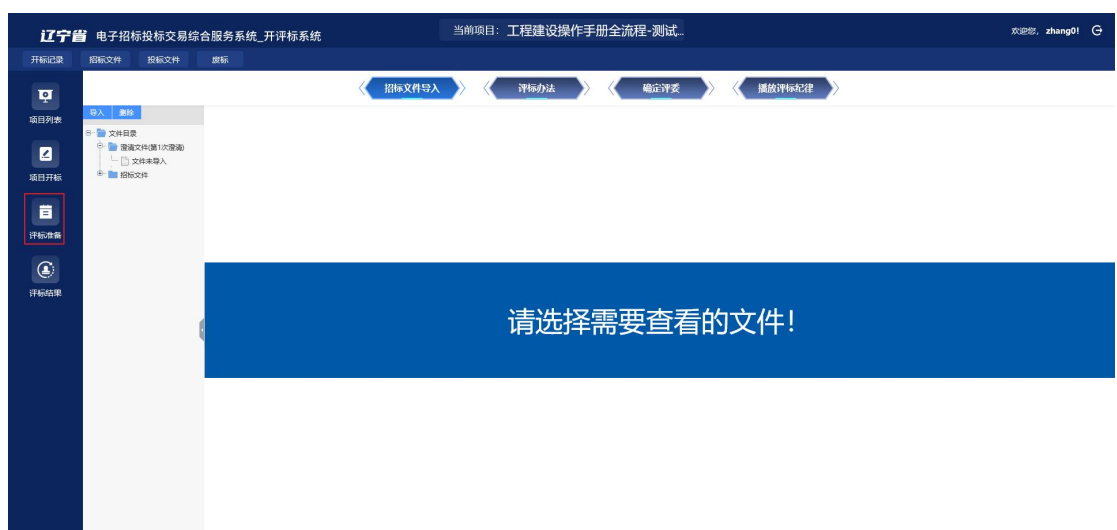 辽宁省 电子招标投标交易综合服务系统_开评标系统
当前项目：工程建设操作手册全流程-测试...
欢迎您，zhang0!
开标记录 招标文件 投标文件 废标
招标文件导入 评标办法 确定评委 播放评标纪律
项目列表
项目开标
评标准备
评标结果
导入 删除
文件目录
澄清文件(第1次澄清)
文件未导入
招标文件
请选择需要查看的文件！